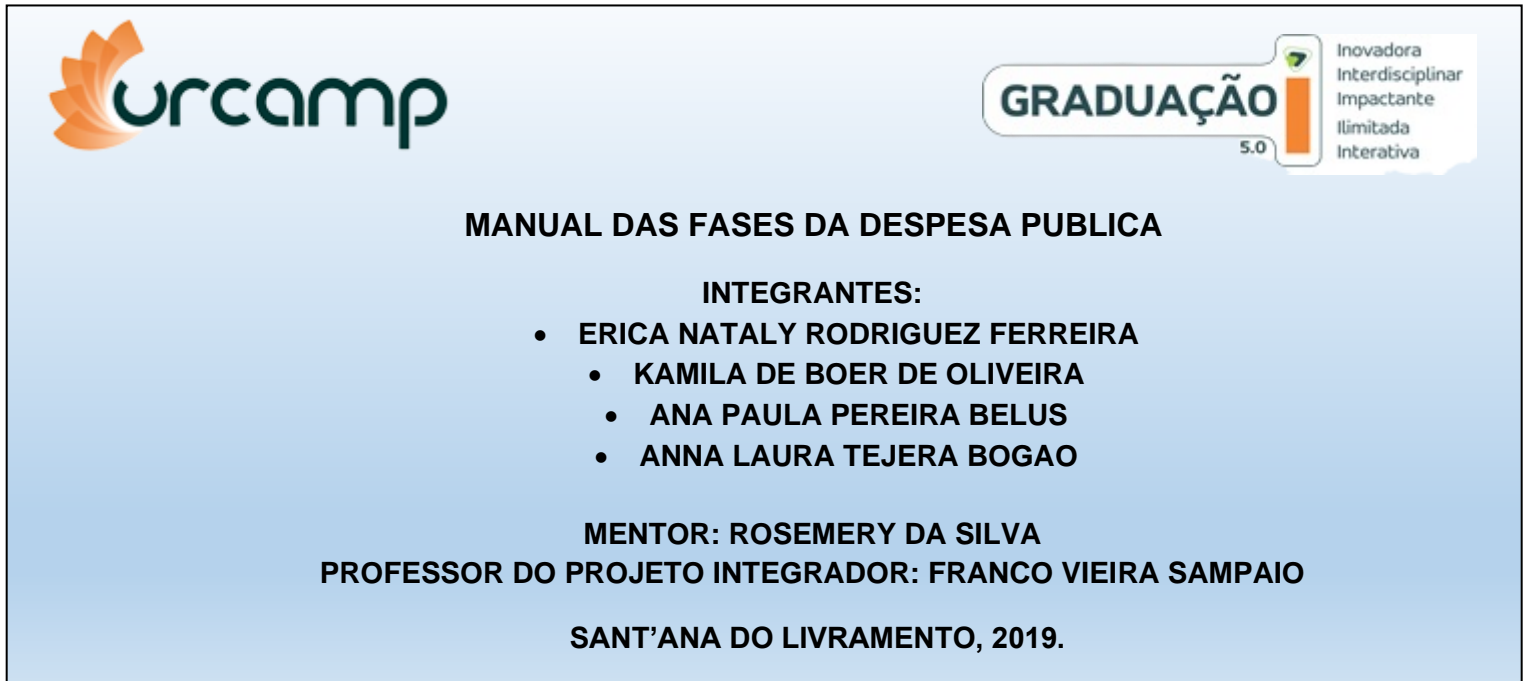 urcamp
GRADUAÇÃO
5.0
Inovadora
Interdisciplinar
Impactante
Ilimitada
Interativa
MANUAL DAS FASES DA DESPESA PUBLICA
INTEGRANTES:
• ERICA NATALY RODRIGUEZ FERREIRA
• KAMILA DE BOER DE OLIVEIRA
• ANA PAULA PEREIRA BELUS
• ANNA LAURA TEJERA BOGAO
MENTOR: ROSEMERY DA SILVA
PROFESSOR DO PROJETO INTEGRADOR: FRANCO VIEIRA SAMPAIO
SANT’ANA DO LIVRAMENTO, 2019.